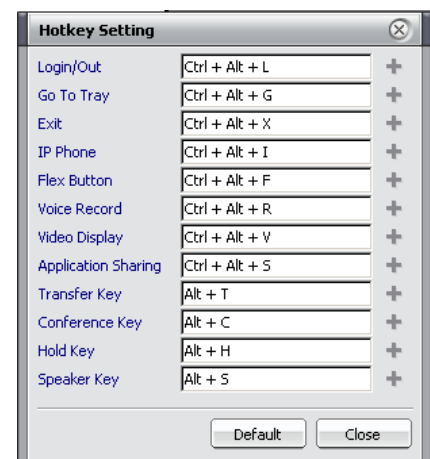 Hotkey Setting
Login/Out Ctrl + Alt + L
Go To Tray Ctrl + Alt + G
Exit Ctrl + Alt + X
IP Phone Ctrl + Alt + I
Flex Button Ctrl + Alt + F
Voice Record Ctrl + Alt + R
Video Display Ctrl + Alt + V
Application Sharing Ctrl + Alt + S
Transfer Key Alt + T
Conference Key Alt + C
Hold Key Alt + H
Speaker Key Alt + S
Default Close